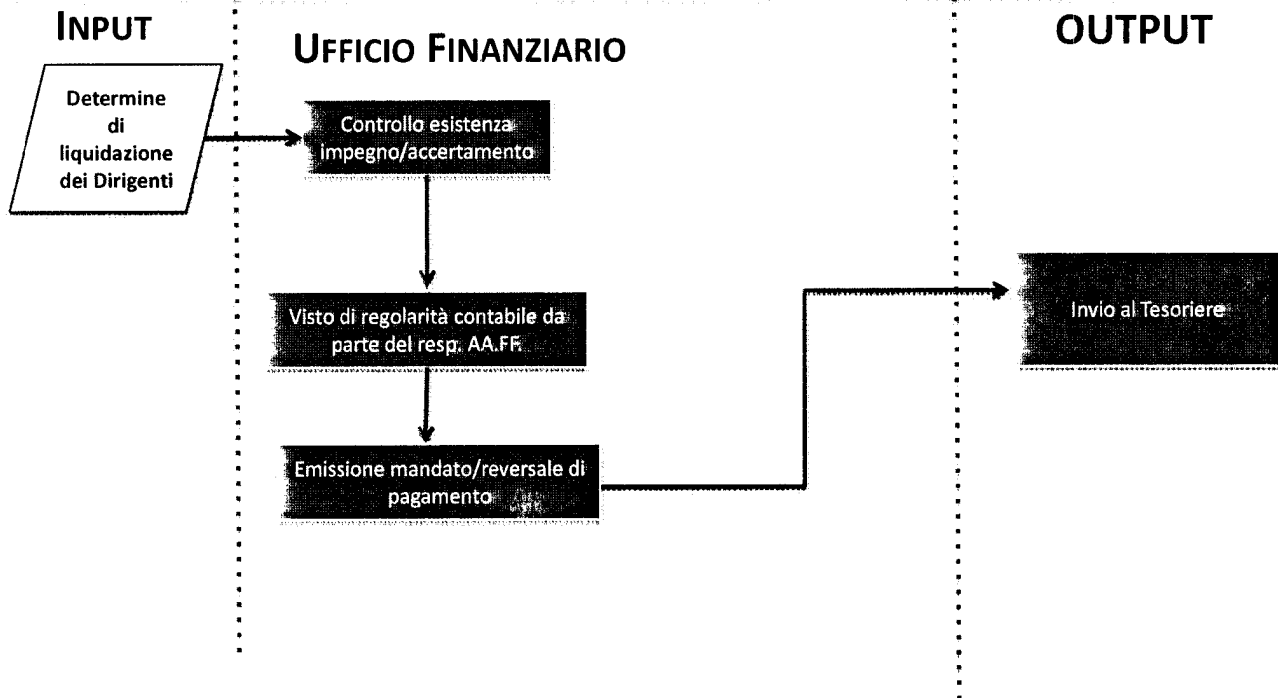 INPUT
UFFICIO FINANZIARIO
OUTPUT
Determine
di
liquidazione
dei Dirigenti
Controllo esistenza
impegno/accertamento
Visto di regolarità contabile da
parte del resp. AA.FF.
Emissione mandato/reversale di
pagamento
Invio al Tesoriere